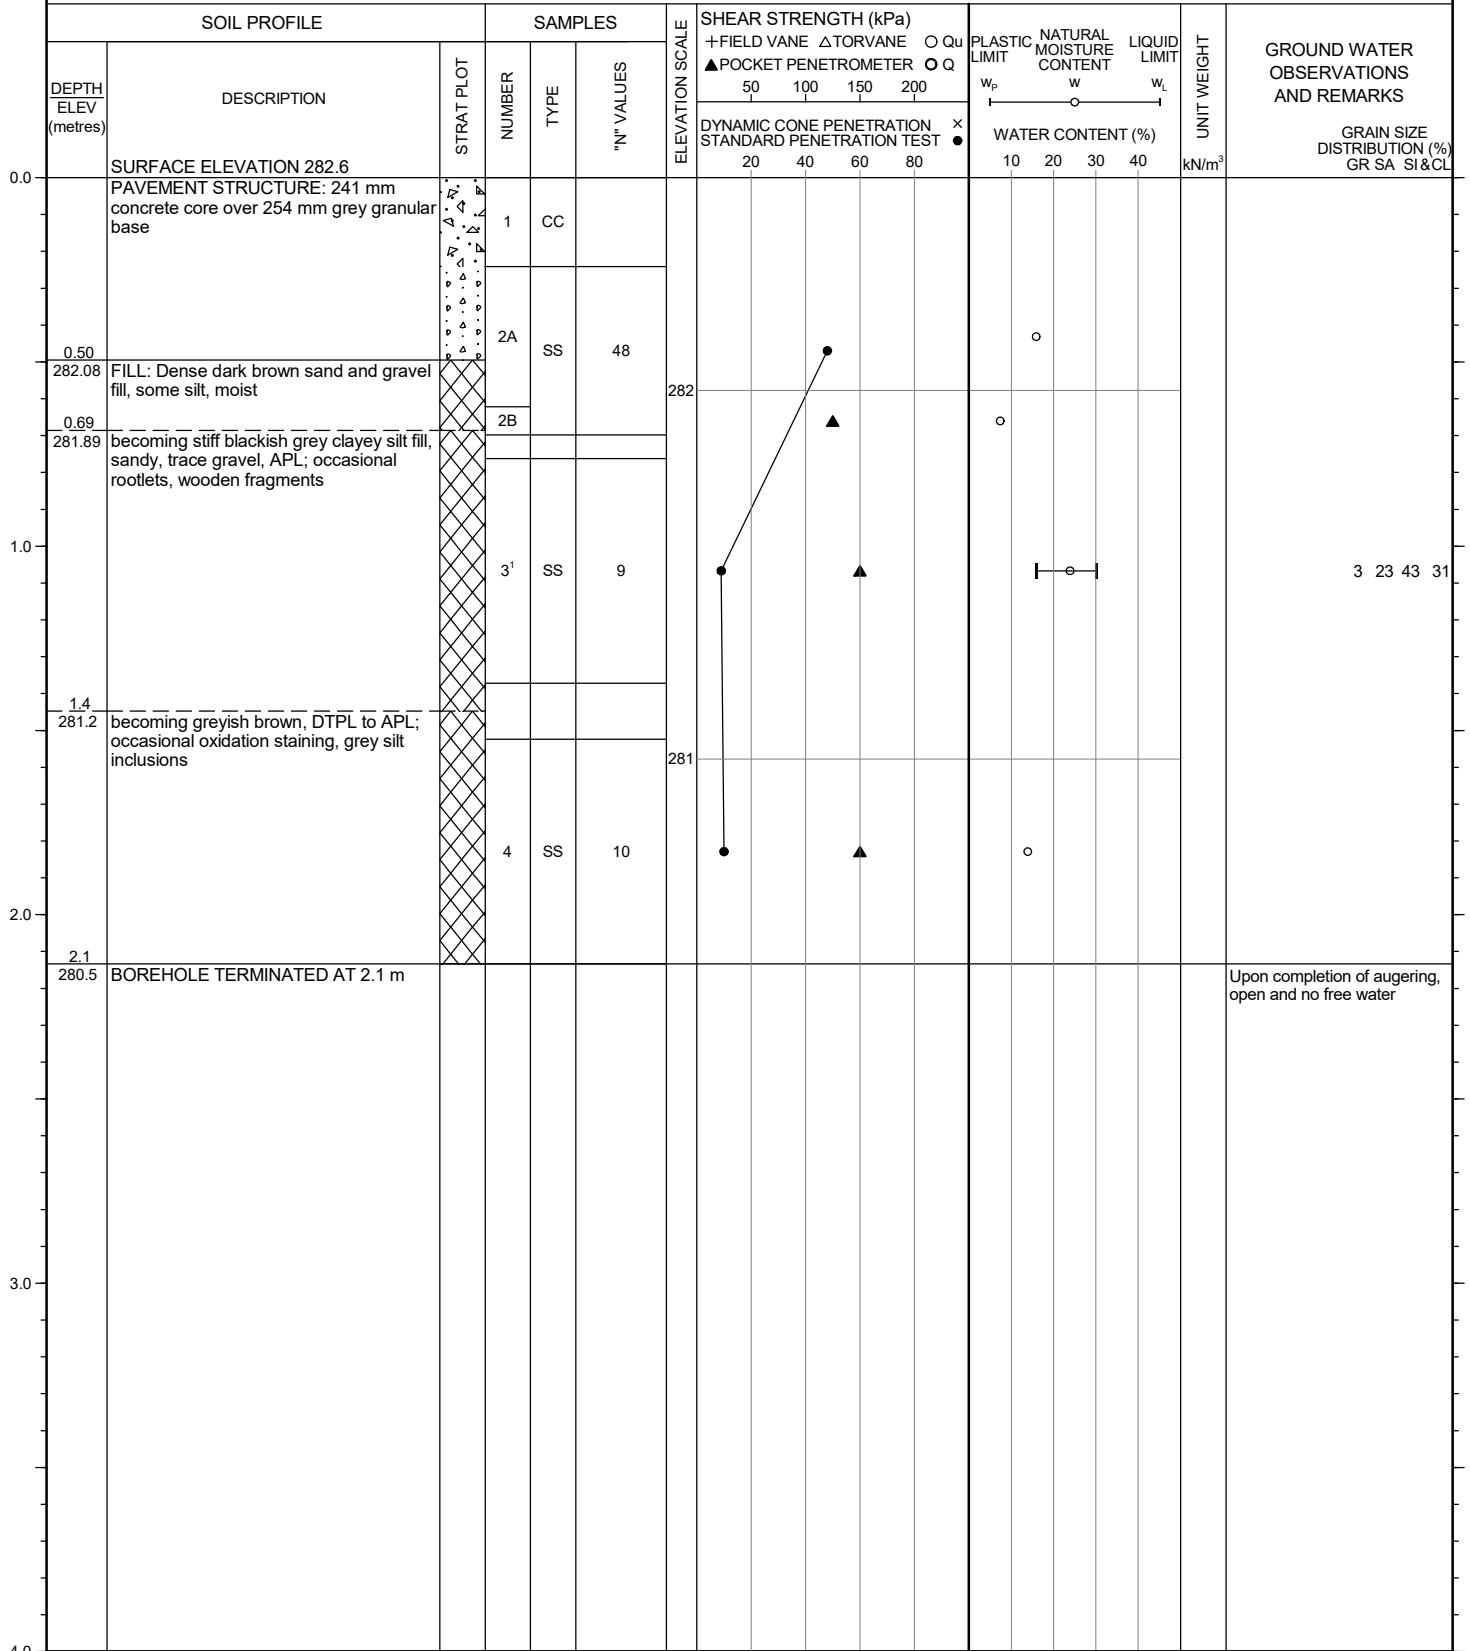 SOIL PROFILE
SAMPLES
DEPTH
ELEV
(metres)
DESCRIPTION
SURFACE ELEVATION 282.6
STRAT PLOT
NUMBER
TYPE
"N" VALUES
ELEVATION SCALE
SHEAR STRENGTH (kPa)
+FIELD VANE △TORVANE ○ Qu
▲POCKET PENETROMETER O Q
50 100 150 200
DYNAMIC CONE PENETRATION ×
STANDARD PENETRATION TEST ●
20 40 60 80
PLASTIC
LIMIT
NATURAL
MOISTURE
CONTENT
LIQUID
LIMIT
wP w wL
WATER CONTENT (%)
10 20 30 40
UNIT WEIGHT
kN/m³
GROUND WATER
OBSERVATIONS
AND REMARKS
GRAIN SIZE
DISTRIBUTION (%)
GR SA SI&CL
0.0
PAVEMENT STRUCTURE: 241 mm
concrete core over 254 mm grey granular
base
1 CC
2A
SS 48
0.50
282.08
FILL: Dense dark brown sand and gravel
fill, some silt, moist
282
2B
0.69
281.89
becoming stiff blackish grey clayey silt fill,
sandy, trace gravel, APL; occasional
rootlets, wooden fragments
1.0
3¹ SS 9
3 23 43 31
1.4
281.2
becoming greyish brown, DTPL to APL;
occasional oxidation staining, grey silt
inclusions
281
4 SS 10
2.0
2.1
280.5
BOREHOLE TERMINATED AT 2.1 m
Upon completion of augering,
open and no free water
3.0
4.0